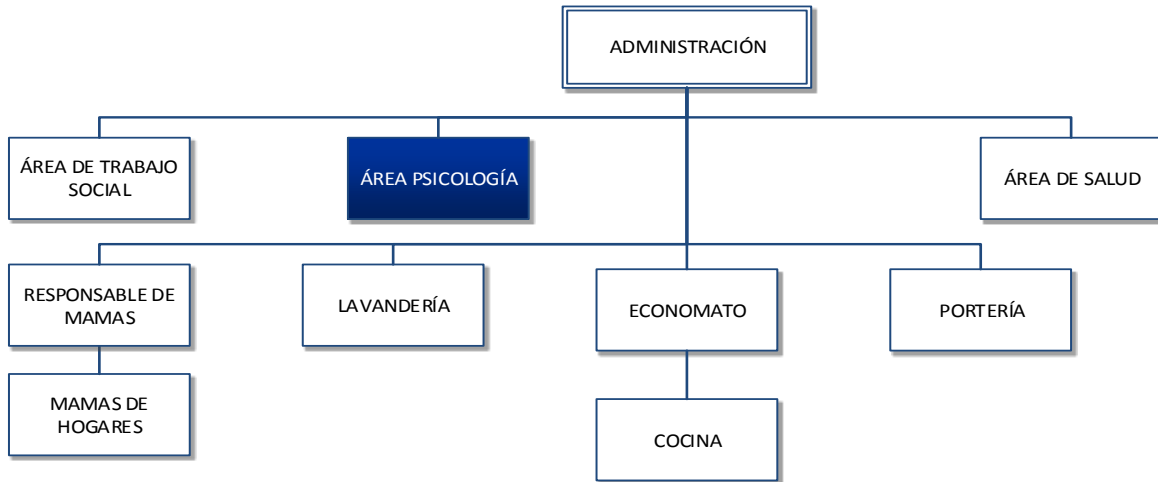 ADMINISTRACIÓN
ÁREA DE TRABAJO
SOCIAL
ÁREA PSICOLOGÍA
ÁREA DE SALUD
RESPONSABLE DE
MAMAS
LAVANDERÍA
ECONOMATO
PORTERÍA
MAMAS DE
HOGARES
COCINA